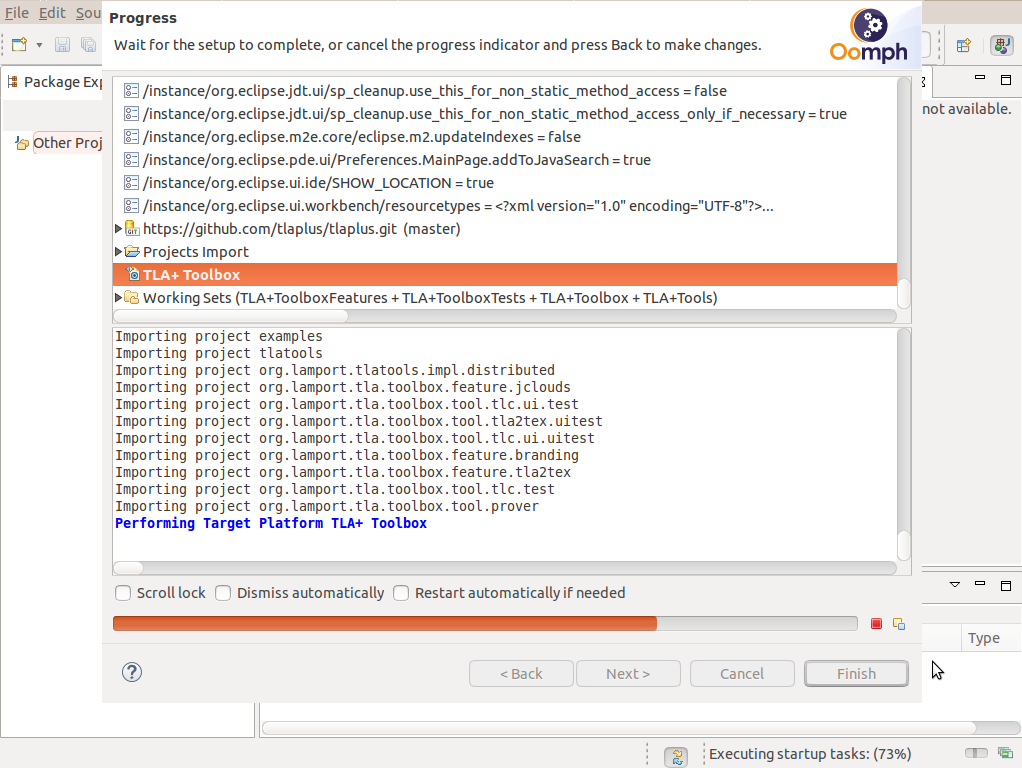 File Edit Sou
Progress
Wait for the setup to complete, or cancel the progress indicator and press Back to make changes.
Oomph
Package Exp
Other Proj
not available.
/instance/org.eclipse.jdt.ui/sp_cleanup.use_this_for_non_static_method_access = false
/instance/org.eclipse.jdt.ui/sp_cleanup.use_this_for_non_static_method_access_only_if_necessary = true
/instance/org.eclipse.m2e.core/eclipse.m2.updateIndexes = false
/instance/org.eclipse.pde.ui/Preferences.MainPage.addToJavaSearch = true
/instance/org.eclipse.ui.ide/SHOW_LOCATION = true
/instance/org.eclipse.ui.workbench/resourcetypes = <?xml version="1.0" encoding="UTF-8"?>...
GIT https://github.com/tlaplus/tlaplus.git (master)
Projects Import
TLA+ Toolbox
Working Sets (TLA+ToolboxFeatures + TLA+ToolboxTests + TLA+Toolbox + TLA+Tools)
Importing project examples
Importing project tlatools
Importing project org.lamport.tlatools.impl.distributed
Importing project org.lamport.tla.toolbox.feature.jclouds
Importing project org.lamport.tla.toolbox.tool.tlc.ui.test
Importing project org.lamport.tla.toolbox.tool.tla2tex.uitest
Importing project org.lamport.tla.toolbox.tool.tlc.ui.uitest
Importing project org.lamport.tla.toolbox.feature.branding
Importing project org.lamport.tla.toolbox.feature.tla2tex
Importing project org.lamport.tla.toolbox.tool.tlc.test
Importing project org.lamport.tla.toolbox.tool.prover
Performing Target Platform TLA+ Toolbox
Scroll lock Dismiss automatically Restart automatically if needed
Type
? < Back Next > Cancel Finish
Executing startup tasks: (73%)